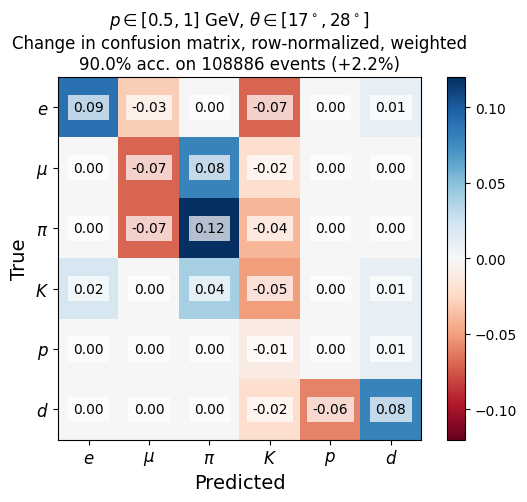 p ∈ [0.5, 1] GeV, θ ∈ [17°, 28°]
Change in confusion matrix, row-normalized, weighted
90.0% acc. on 108886 events (+2.2%)
e 0.09 -0.03 0.00 -0.07 0.00 0.01
μ 0.00 -0.07 0.08 -0.02 0.00 0.00
π 0.00 -0.07 0.12 -0.04 0.00 0.00
K 0.02 0.00 0.04 -0.05 0.00 0.01
p 0.00 0.00 0.00 -0.01 0.00 0.01
d 0.00 0.00 0.00 -0.02 -0.06 0.08
e μ π K p d
Predicted
True
0.10
0.05
0.00
−0.05
−0.10